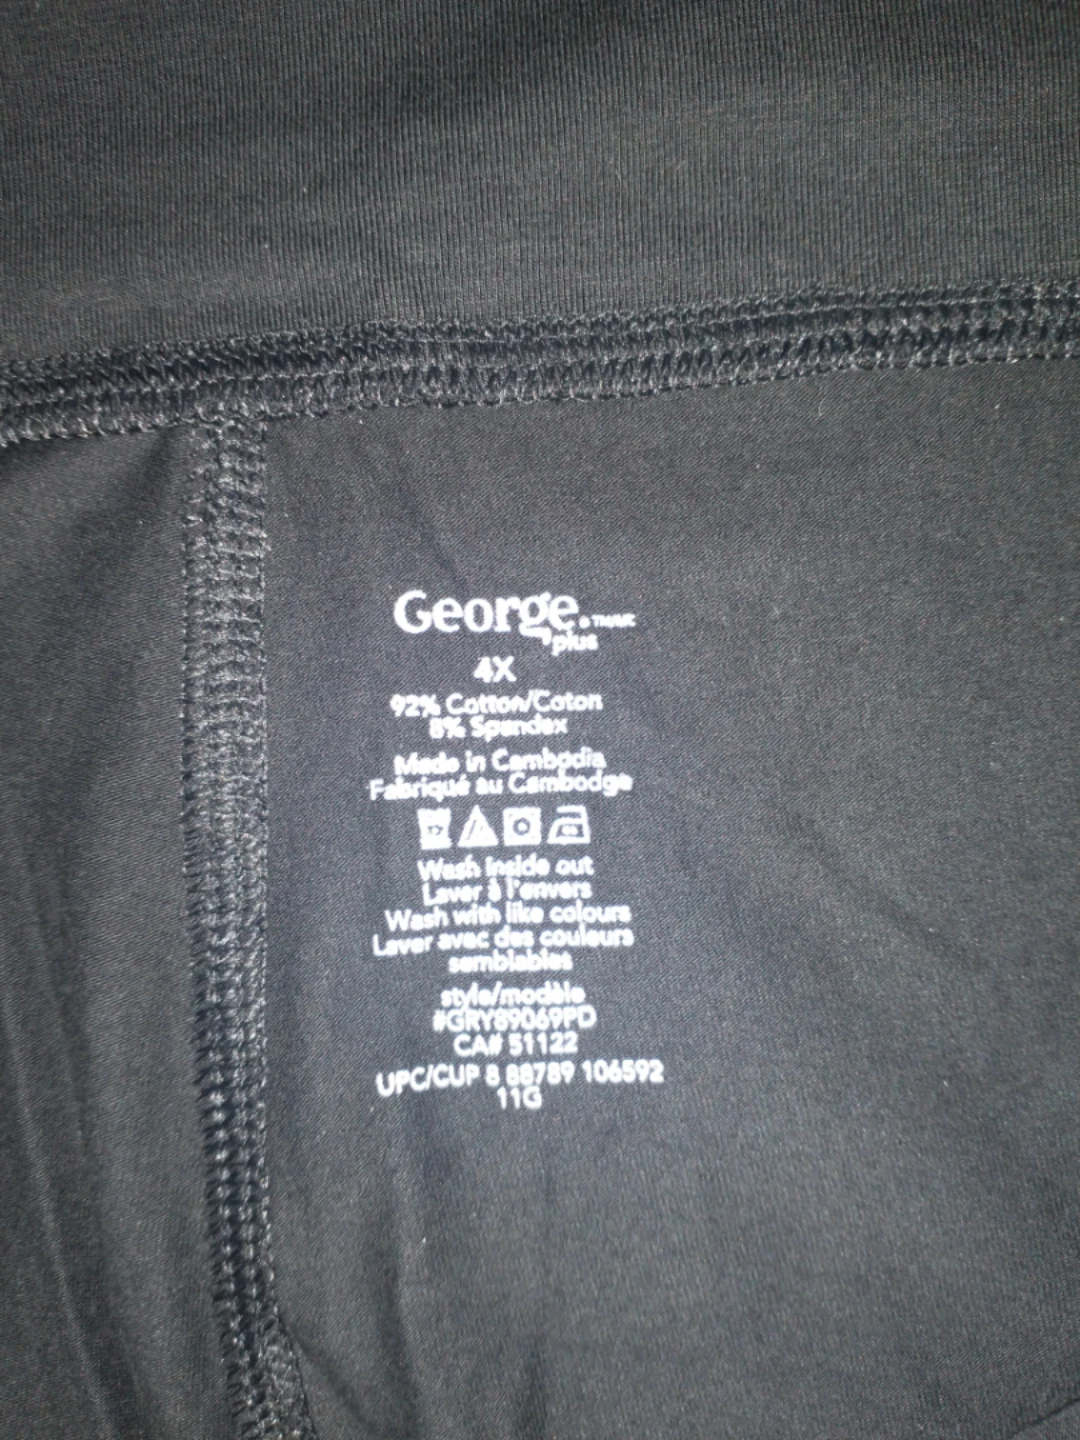 George
plus
4X
92% Cotton/Coton
8% Spandex
Made in Cambodia
Fabriqué au Cambodge
Wash inside out
Laver à l'envers
Wash with like colours
Laver avec des couleurs
semblables
style/modèle
#GRY89069PD
CA# 51122
UPC/CUP 8 88789 106592
11G